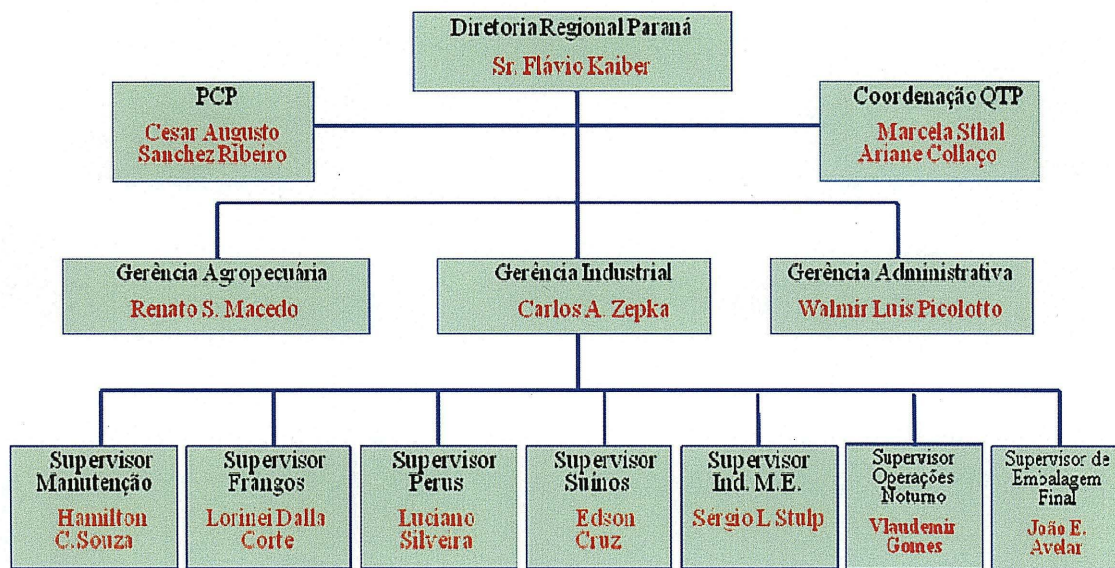 Diretoria Regional Paraná
Sr. Flávio Kaiber
PCP
Cesar Augusto
Sanchez Ribeiro
Coordenação QTP
Marcela Sthal
Ariane Collaço
Gerência Agropecuária
Renato S. Macedo
Gerência Industrial
Carlos A. Zepka
Gerência Administrativa
Walmir Luis Picolotto
Supervisor
Manutenção
Hamilton
C.Souza
Supervisor
Frangos
Lorinei Dalla
Corte
Supervisor
Perus
Luciano
Silveira
Supervisor
Suinos
Edson
Cruz
Supervisor
Ind. M.E.
Sergio L Stulp
Supervisor
Operações
Noturno
Vlaudemir
Gomes
Supervisor de
Embalagem
Final
João E.
Avelar